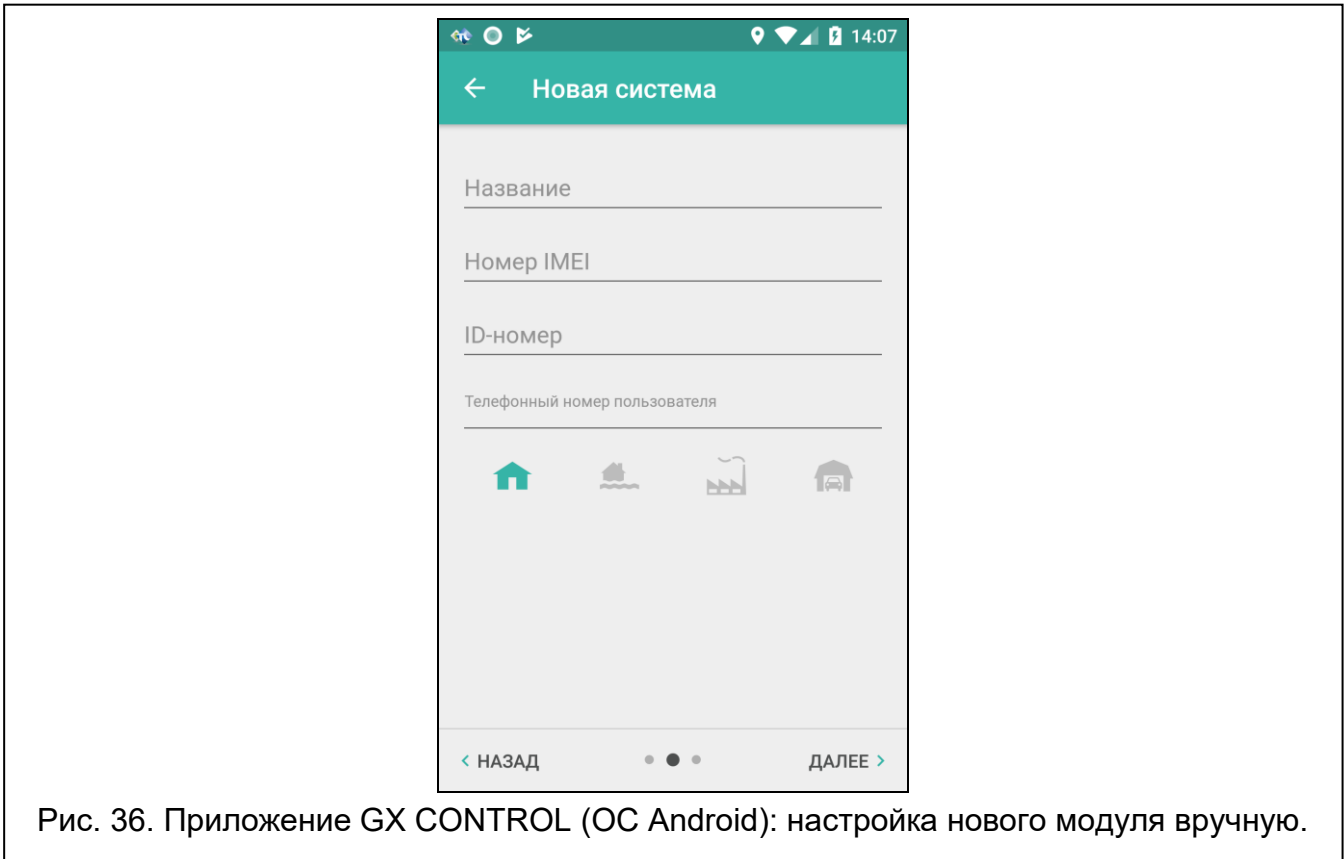 14:07
Новая система
Название
Номер IMEI
ID-номер
Телефонный номер пользователя
НАЗАД
ДАЛЕЕ
Рис. 36. Приложение GX CONTROL (ОС Android): настройка нового модуля вручную.